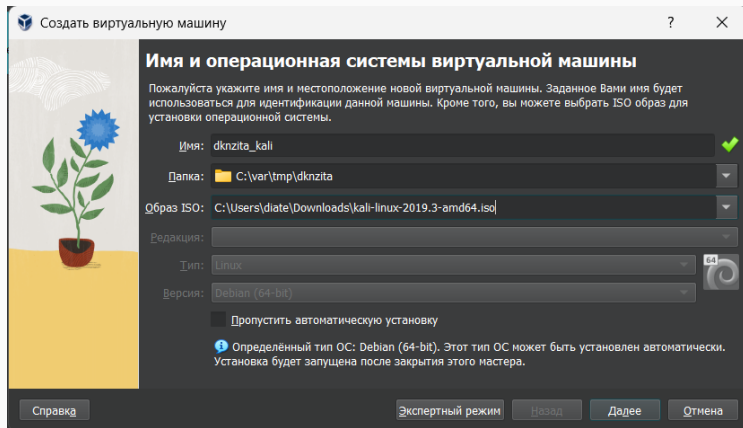 Создать виртуальную машину
Имя и операционная системы виртуальной машины
Пожалуйста укажите имя и местоположение новой виртуальной машины. Заданное Вами имя будет
использоваться для идентификации данной машины. Кроме того, вы можете выбрать ISO образ для
установки операционной системы.
Имя: dknzita_kali
Папка: C:\var\tmp\dknzita
Образ ISO: C:\Users\diate\Downloads\kali-linux-2019.3-amd64.iso
Редакция:
Тип: Linux
64
Версия: Debian (64-bit)
Пропустить автоматическую установку
Определённый тип ОС: Debian (64-bit). Этот тип ОС может быть установлен автоматически.
Установка будет запущена после закрытия этого мастера.
Справка Экспертный режим Назад Далее Отмена